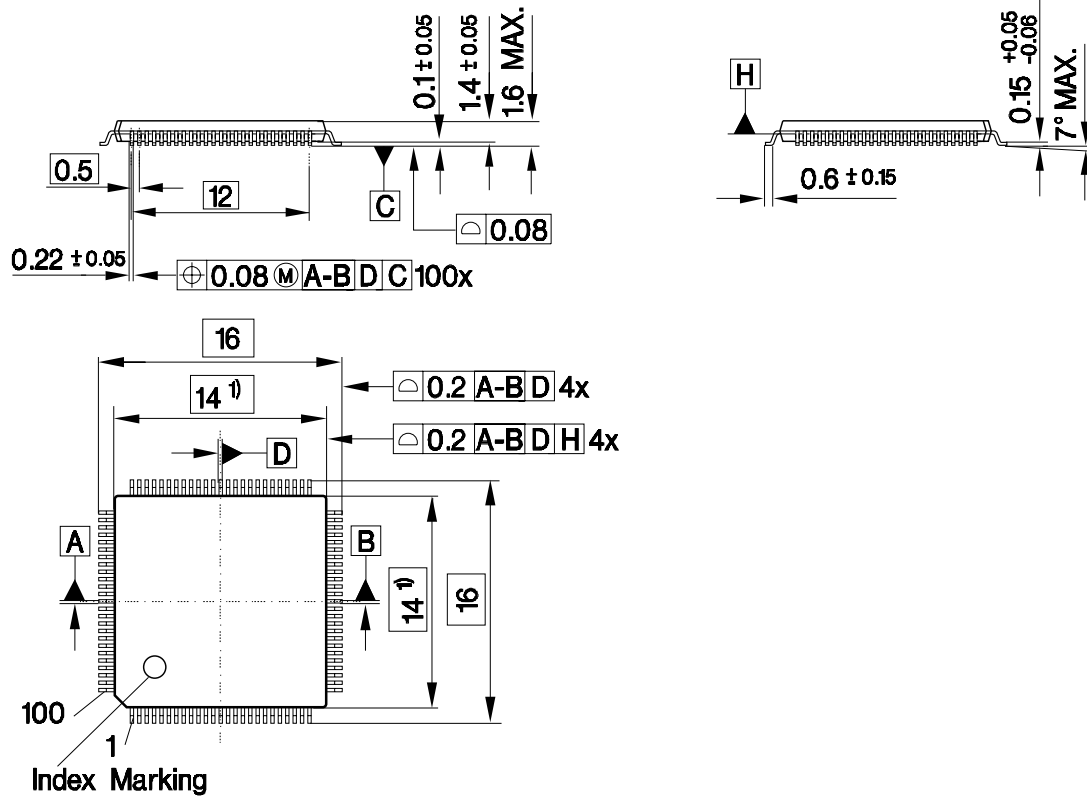 0.1 ± 0.05
1.4 ± 0.05
1.6 MAX.
H
0.15 +0.05 -0.06
7° MAX.
0.5
12
C
0.6 ± 0.15
0.08
0.22 ± 0.05
0.08 Ⓜ A-B D C 100x
16
14 1)
0.2 A-B D 4x
0.2 A-B D H 4x
D
A
B
14 1)
16
100
1
Index Marking